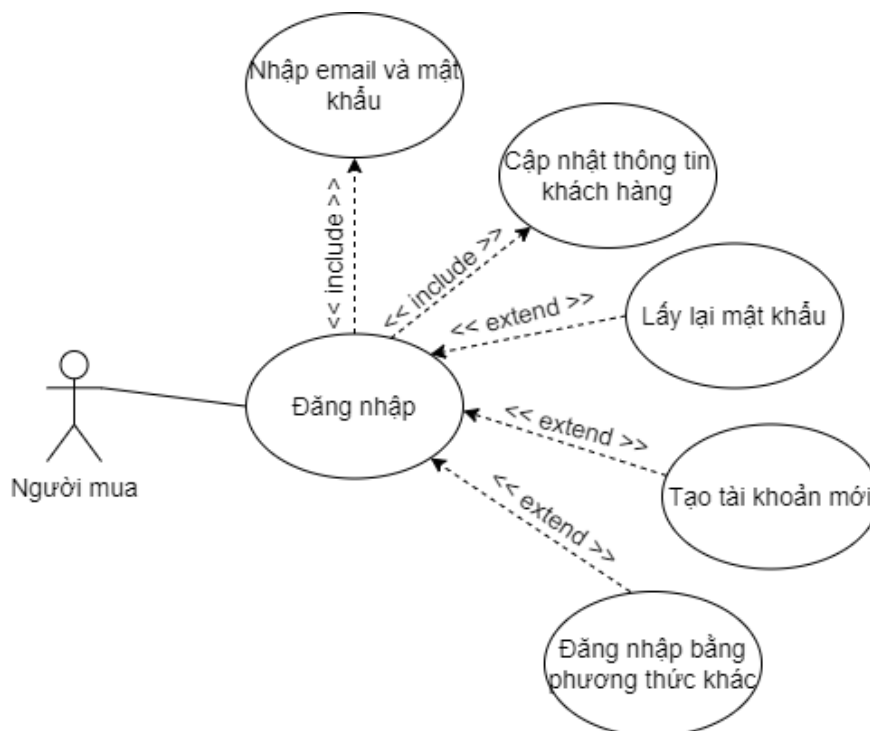 Nhập email và mật
khẩu
<< include >>
Cập nhật thông tin
khách hàng
<< include >>
<< extend >>
Lấy lại mật khẩu
Đăng nhập
Người mua
<< extend >>
Tạo tài khoản mới
<< extend >>
Đăng nhập bằng
phương thức khác